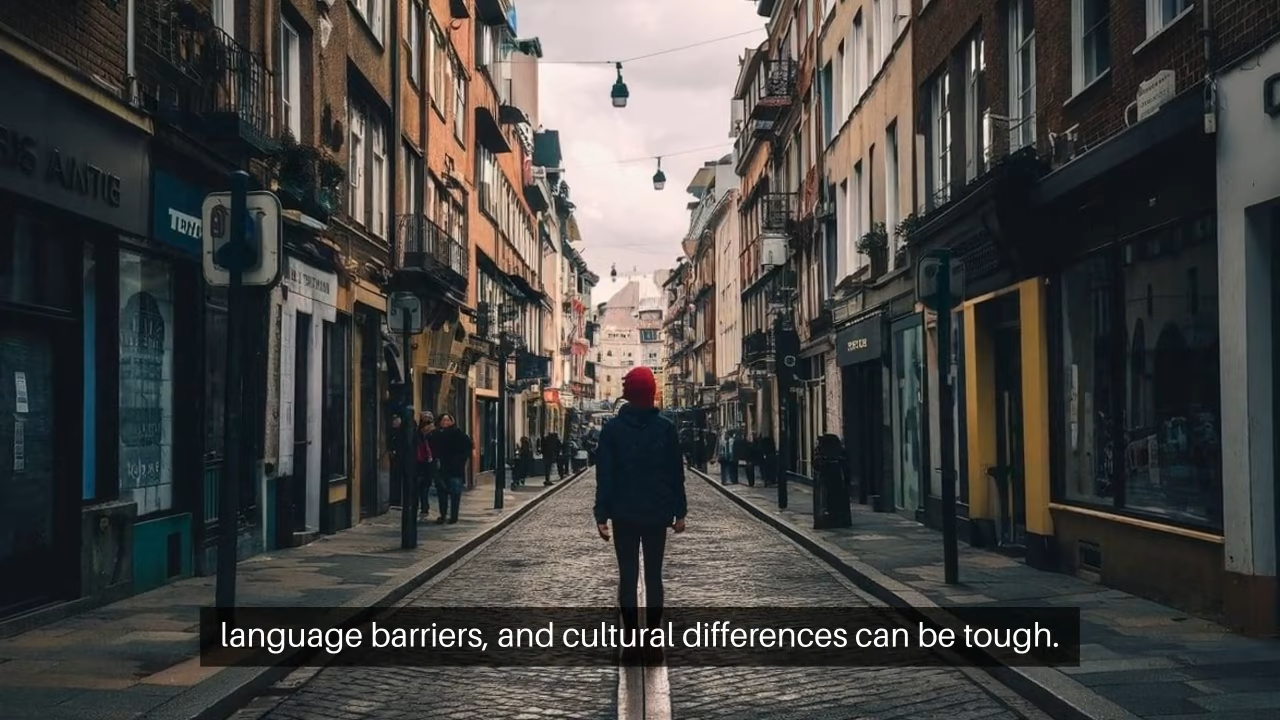 language barriers, and cultural differences can be tough.